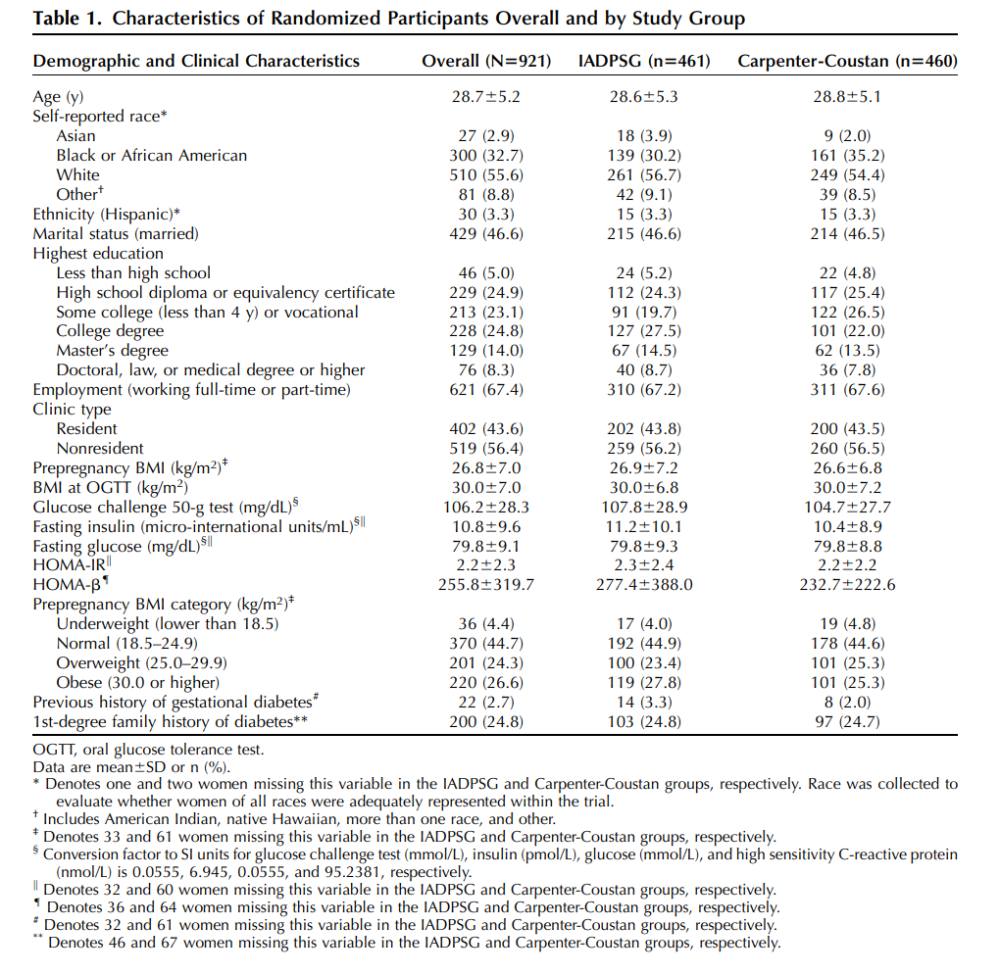 Table 1. Characteristics of Randomized Participants Overall and by Study Group
Demographic and Clinical Characteristics Overall (N=921) IADPSG (n=461) Carpenter-Coustan (n=460)
Age (y) 28.7±5.2 28.6±5.3 28.8±5.1
Self-reported race*
Asian 27 (2.9) 18 (3.9) 9 (2.0)
Black or African American 300 (32.7) 139 (30.2) 161 (35.2)
White 510 (55.6) 261 (56.7) 249 (54.4)
Other† 81 (8.8) 42 (9.1) 39 (8.5)
Ethnicity (Hispanic)* 30 (3.3) 15 (3.3) 15 (3.3)
Marital status (married) 429 (46.6) 215 (46.6) 214 (46.5)
Highest education
Less than high school 46 (5.0) 24 (5.2) 22 (4.8)
High school diploma or equivalency certificate 229 (24.9) 112 (24.3) 117 (25.4)
Some college (less than 4 y) or vocational 213 (23.1) 91 (19.7) 122 (26.5)
College degree 228 (24.8) 127 (27.5) 101 (22.0)
Master's degree 129 (14.0) 67 (14.5) 62 (13.5)
Doctoral, law, or medical degree or higher 76 (8.3) 40 (8.7) 36 (7.8)
Employment (working full-time or part-time) 621 (67.4) 310 (67.2) 311 (67.6)
Clinic type
Resident 402 (43.6) 202 (43.8) 200 (43.5)
Nonresident 519 (56.4) 259 (56.2) 260 (56.5)
Prepregnancy BMI (kg/m²)‡ 26.8±7.0 26.9±7.2 26.6±6.8
BMI at OGTT (kg/m²) 30.0±7.0 30.0±6.8 30.0±7.2
Glucose challenge 50-g test (mg/dL)§ 106.2±28.3 107.8±28.9 104.7±27.7
Fasting insulin (micro-international units/mL)§‖ 10.8±9.6 11.2±10.1 10.4±8.9
Fasting glucose (mg/dL)§‖ 79.8±9.1 79.8±9.3 79.8±8.8
HOMA-IR‖ 2.2±2.3 2.3±2.4 2.2±2.2
HOMA-β¶ 255.8±319.7 277.4±388.0 232.7±222.6
Prepregnancy BMI category (kg/m²)‡
Underweight (lower than 18.5) 36 (4.4) 17 (4.0) 19 (4.8)
Normal (18.5–24.9) 370 (44.7) 192 (44.9) 178 (44.6)
Overweight (25.0–29.9) 201 (24.3) 100 (23.4) 101 (25.3)
Obese (30.0 or higher) 220 (26.6) 119 (27.8) 101 (25.3)
Previous history of gestational diabetes# 22 (2.7) 14 (3.3) 8 (2.0)
1st-degree family history of diabetes** 200 (24.8) 103 (24.8) 97 (24.7)
OGTT, oral glucose tolerance test.
Data are mean±SD or n (%).
* Denotes one and two women missing this variable in the IADPSG and Carpenter-Coustan groups, respectively. Race was collected to
evaluate whether women of all races were adequately represented within the trial.
† Includes American Indian, native Hawaiian, more than one race, and other.
‡ Denotes 33 and 61 women missing this variable in the IADPSG and Carpenter-Coustan groups, respectively.
§ Conversion factor to SI units for glucose challenge test (mmol/L), insulin (pmol/L), glucose (mmol/L), and high sensitivity C-reactive protein
(nmol/L) is 0.0555, 6.945, 0.0555, and 95.2381, respectively.
‖ Denotes 32 and 60 women missing this variable in the IADPSG and Carpenter-Coustan groups, respectively.
¶ Denotes 36 and 64 women missing this variable in the IADPSG and Carpenter-Coustan groups, respectively.
# Denotes 32 and 61 women missing this variable in the IADPSG and Carpenter-Coustan groups, respectively.
** Denotes 46 and 67 women missing this variable in the IADPSG and Carpenter-Coustan groups, respectively.